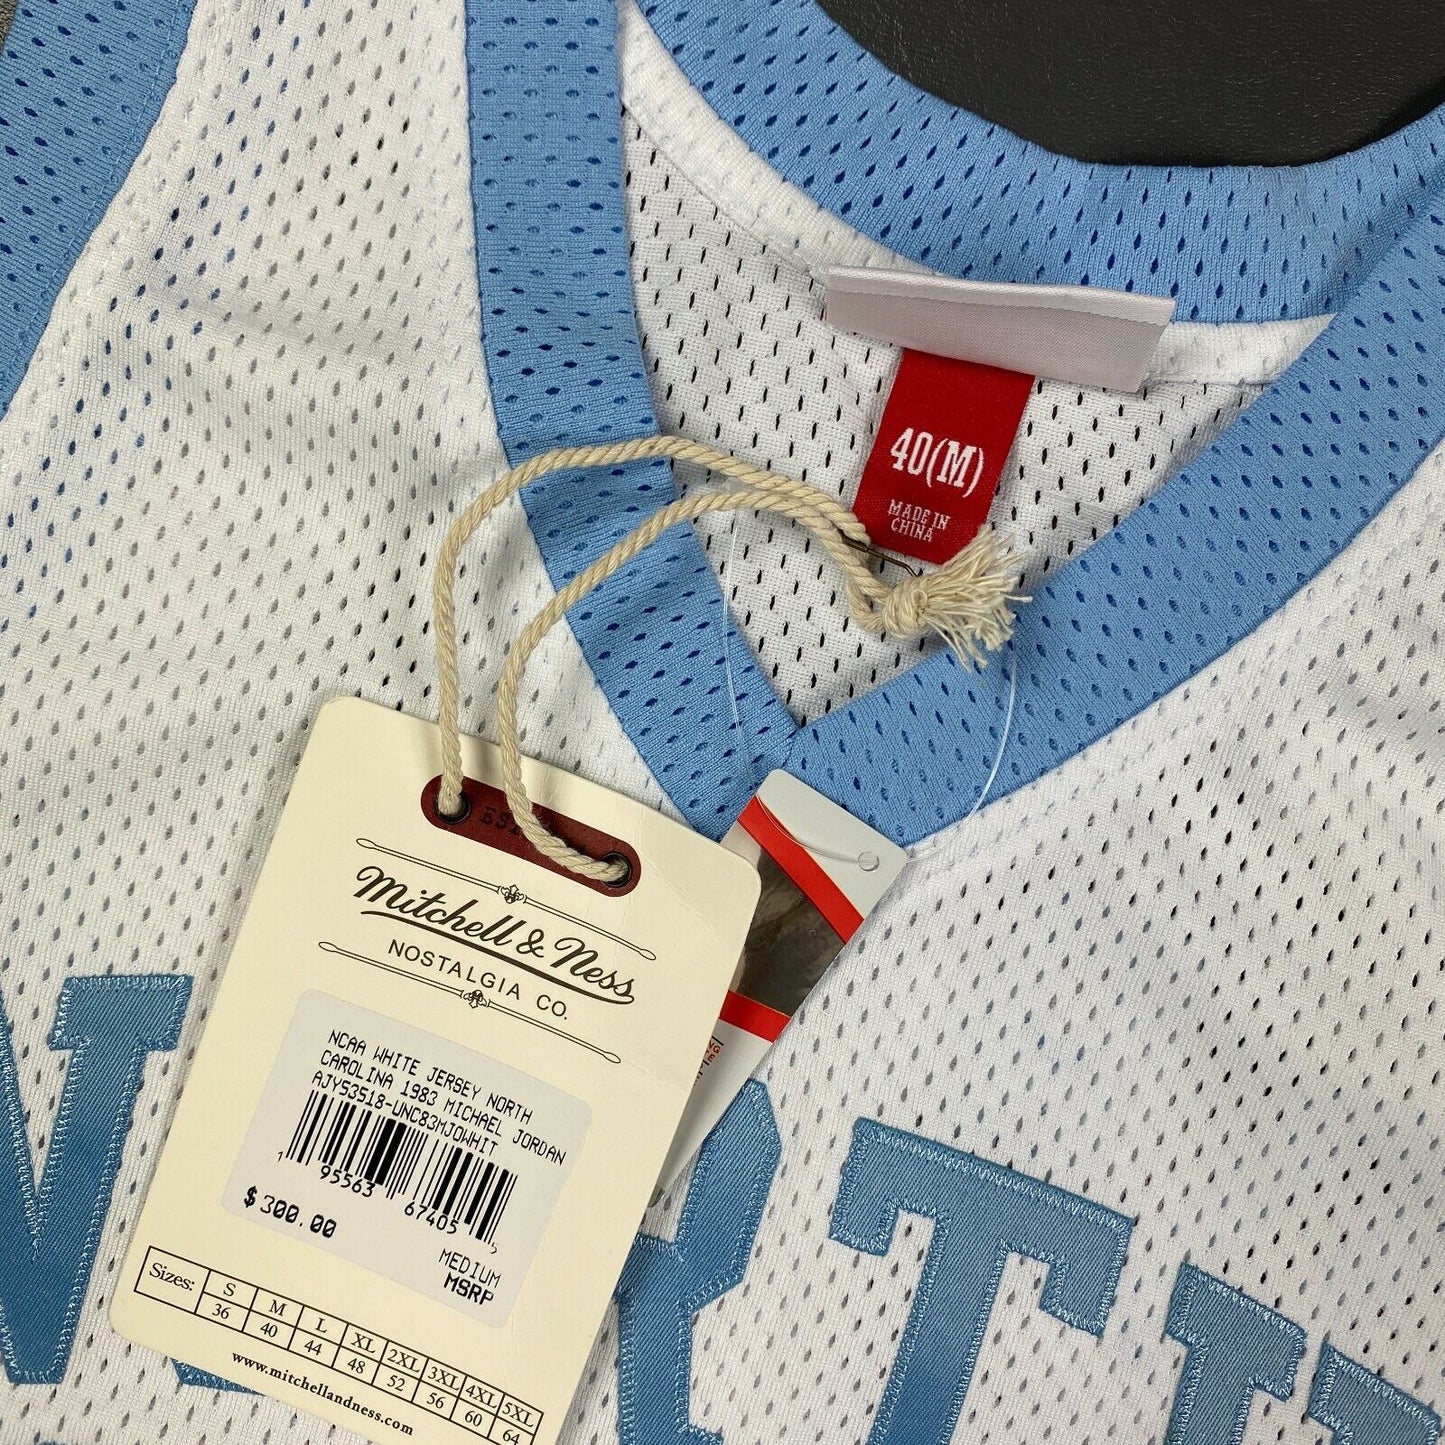 40(M)
MADE IN
CHINA
Mitchell & Ness
NOSTALGIA CO.
NCAA WHITE JERSEY NORTH
CAROLINA 1983 MICHAEL JORDAN
AJY53518-UNC83MJOWHIT
1 95563 67405 5
$300.00
MEDIUM
MSRP
Sizes: S M L XL 2XL 3XL 4XL 5XL
36 40 44 48 52 56 60 64
www.mitchellandness.com
N RT